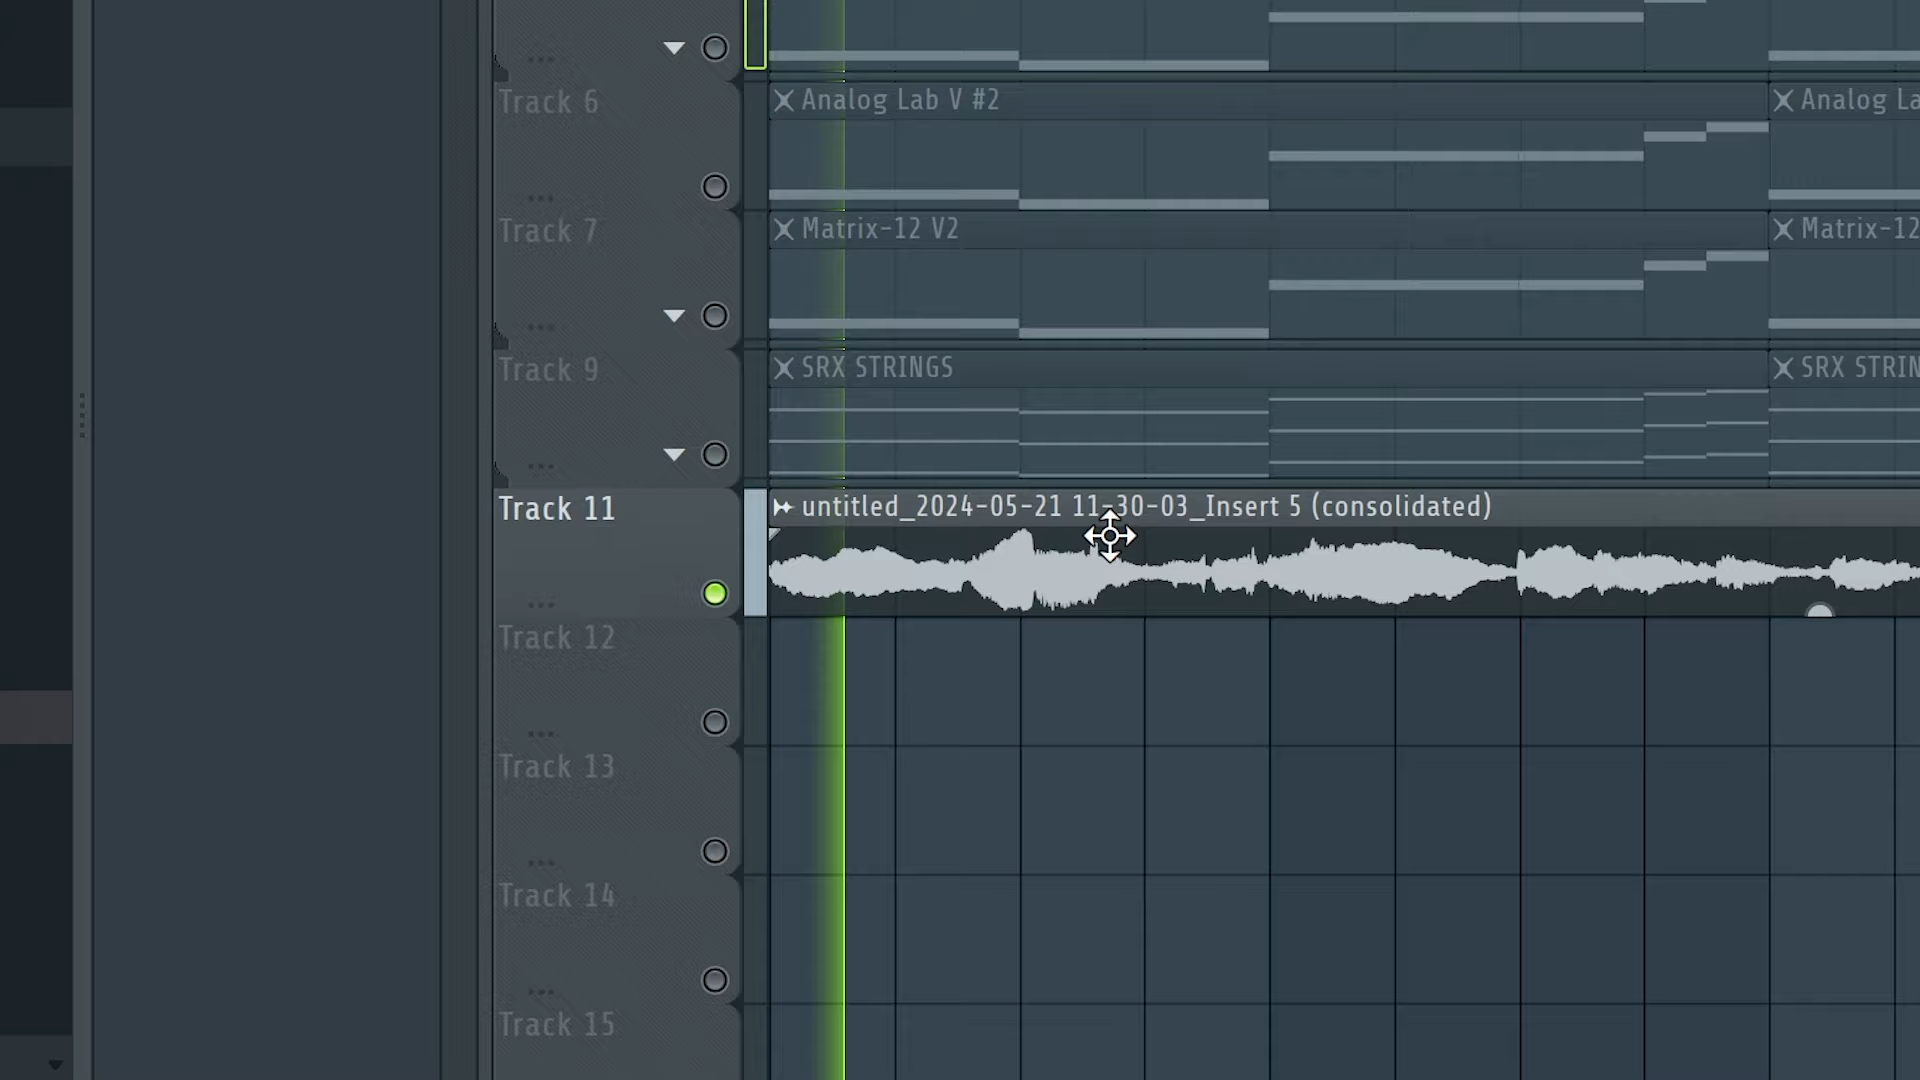 Track 6
Analog Lab V #2
Analog La
Track 7
Matrix-12 V2
Matrix-12
Track 9
SRX STRINGS
SRX STRIN
Track 11
untitled_2024-05-21 11-30-03_Insert 5 (consolidated)
Track 12
Track 13
Track 14
Track 15